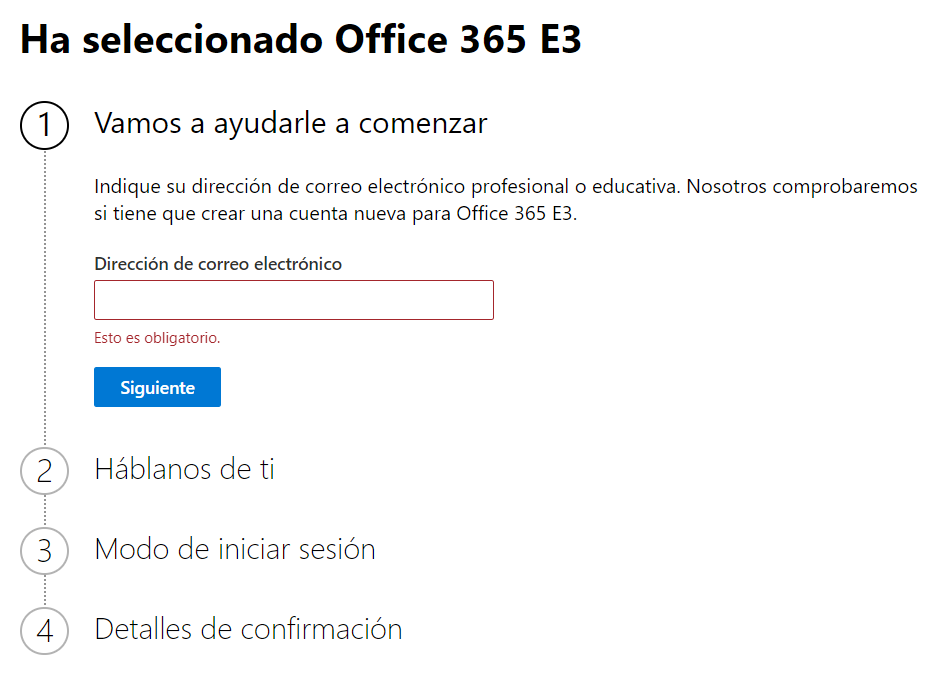 Ha seleccionado Office 365 E3
1 Vamos a ayudarle a comenzar
Indique su dirección de correo electrónico profesional o educativa. Nosotros comprobaremos
si tiene que crear una cuenta nueva para Office 365 E3.
Dirección de correo electrónico
Esto es obligatorio.
Siguiente
2 Háblanos de ti
3 Modo de iniciar sesión
4 Detalles de confirmación